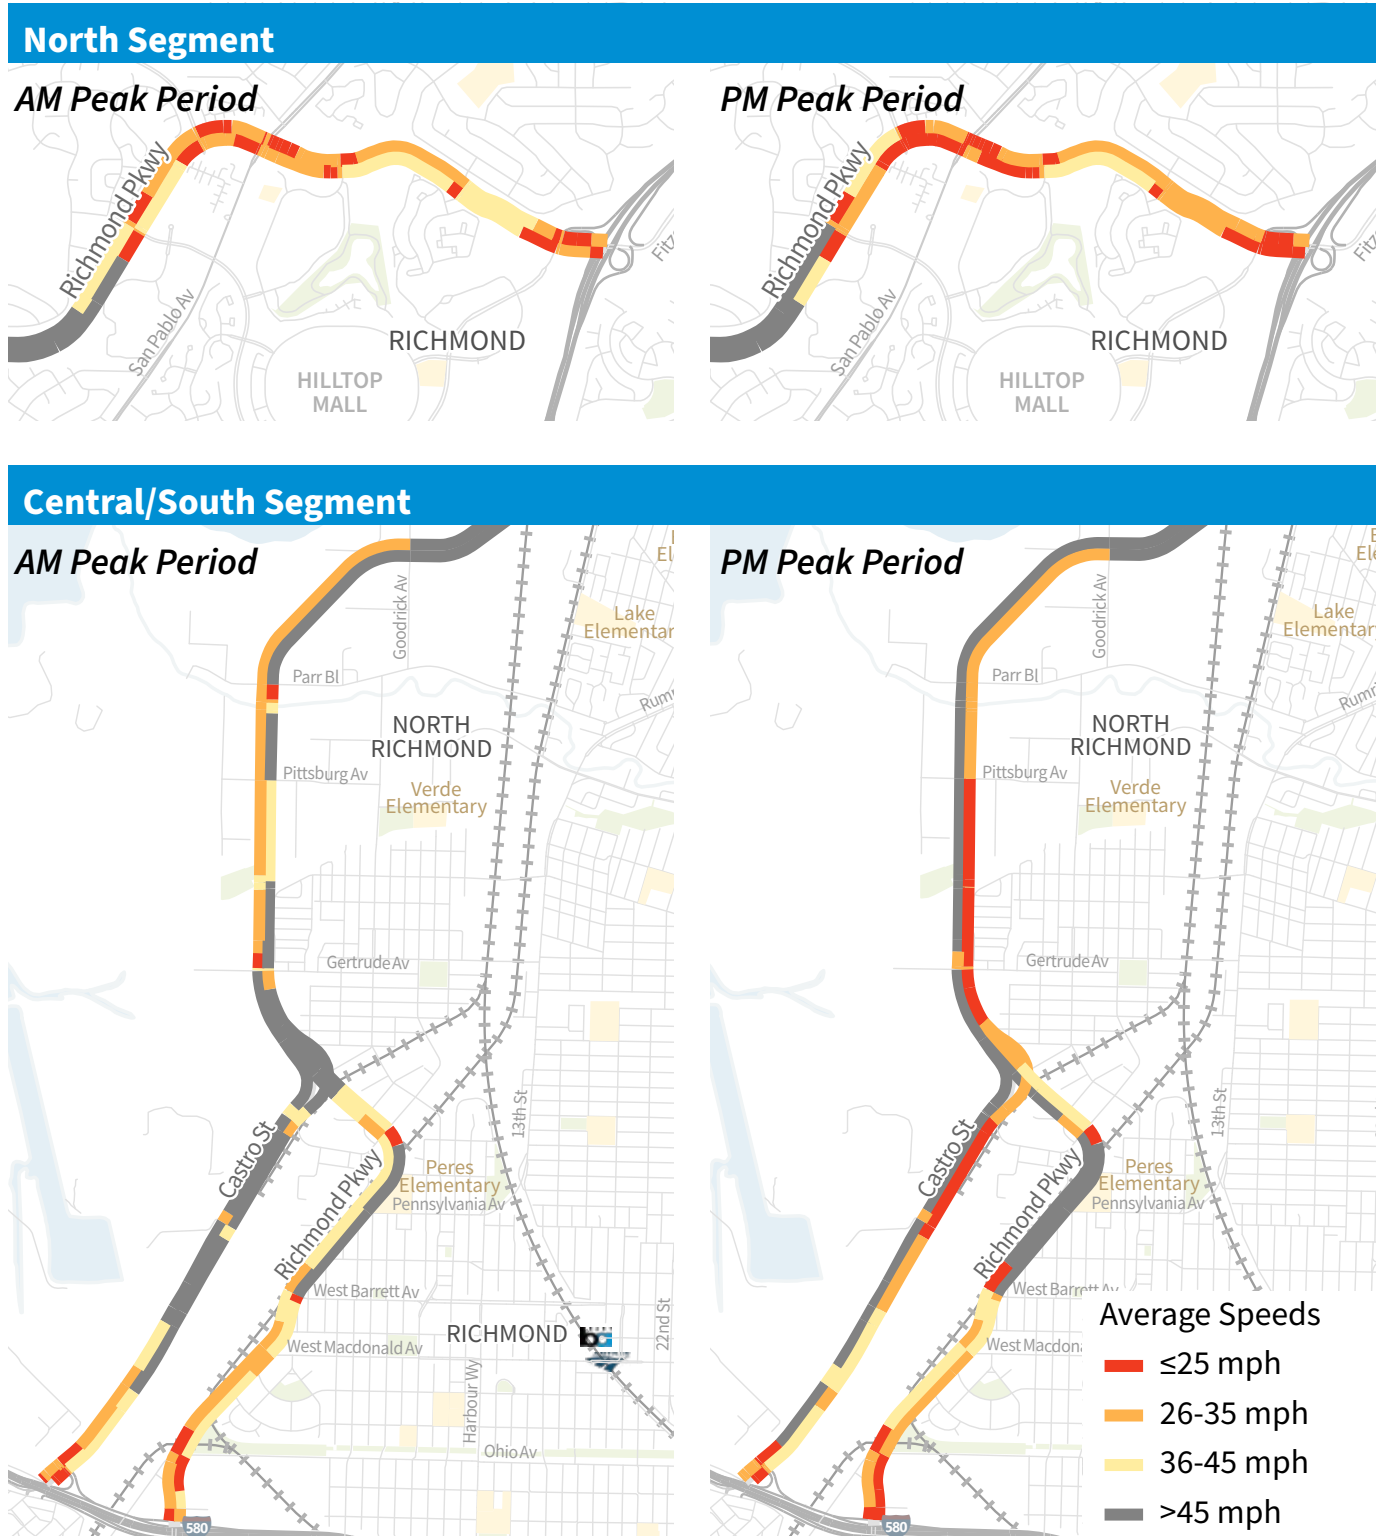 North Segment
AM Peak Period
Richmond Pkwy
San Pablo Av
RICHMOND
HILLTOP
MALL
PM Peak Period
Richmond Pkwy
San Pablo Av
RICHMOND
HILLTOP
MALL
Central/South Segment
AM Peak Period
Goodrick Av
Lake
Parr Bl
NORTH
RICHMOND
Pittsburg Av
Verde
Elementary
Gertrude Av
13th St
Castro St
Richmond Pkwy
Peres
Elementary
Pennsylvania Av
West Barrett Av
RICHMOND
22nd St
West Macdonald Av
Harbour Wy
Ohio Av
580
PM Peak Period
Goodrick Av
Lake
Parr Bl
NORTH
RICHMOND
Pittsburg Av
Verde
Elementary
Gertrude Av
13th St
Castro St
Richmond Pkwy
Peres
Elementary
Pennsylvania Av
West Barrett Av
West Macdona
580
Average Speeds
≤25 mph
26-35 mph
36-45 mph
>45 mph